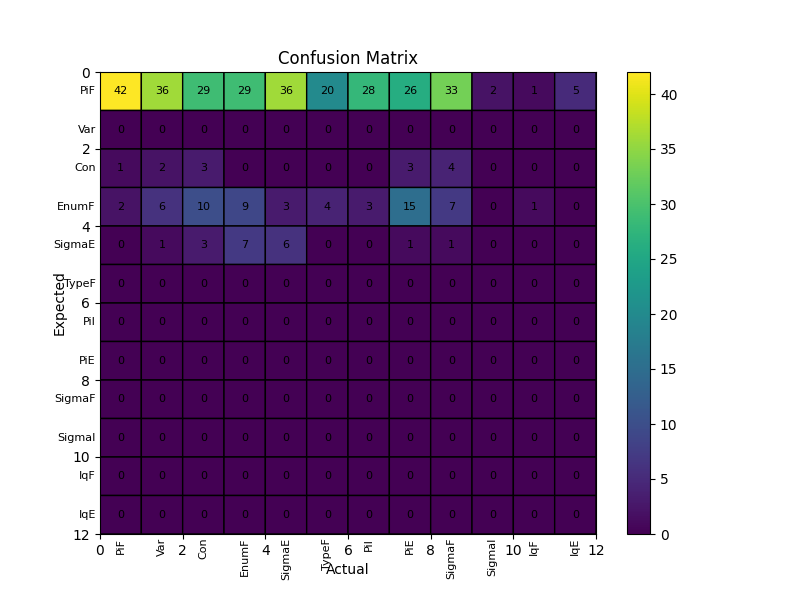 Confusion Matrix
0
PiF 42 36 29 29 36 20 28 26 33 2 1 5
Var 0 0 0 0 0 0 0 0 0 0 0 0
2
Con 1 2 3 0 0 0 0 3 4 0 0 0
EnumF 2 6 10 9 3 4 3 15 7 0 1 0
4
SigmaE 0 1 3 7 6 0 0 1 1 0 0 0
TypeF 0 0 0 0 0 0 0 0 0 0 0 0
6
PiI 0 0 0 0 0 0 0 0 0 0 0 0
PiE 0 0 0 0 0 0 0 0 0 0 0 0
8
SigmaF 0 0 0 0 0 0 0 0 0 0 0 0
SigmaI 0 0 0 0 0 0 0 0 0 0 0 0
10
IqF 0 0 0 0 0 0 0 0 0 0 0 0
IqE 0 0 0 0 0 0 0 0 0 0 0 0
12
Expected
0 2 4 6 8 10 12
PiF Var Con EnumF SigmaE TypeF PiI PiE SigmaF SigmaI IqF IqE
Actual
40
35
30
25
20
15
10
5
0